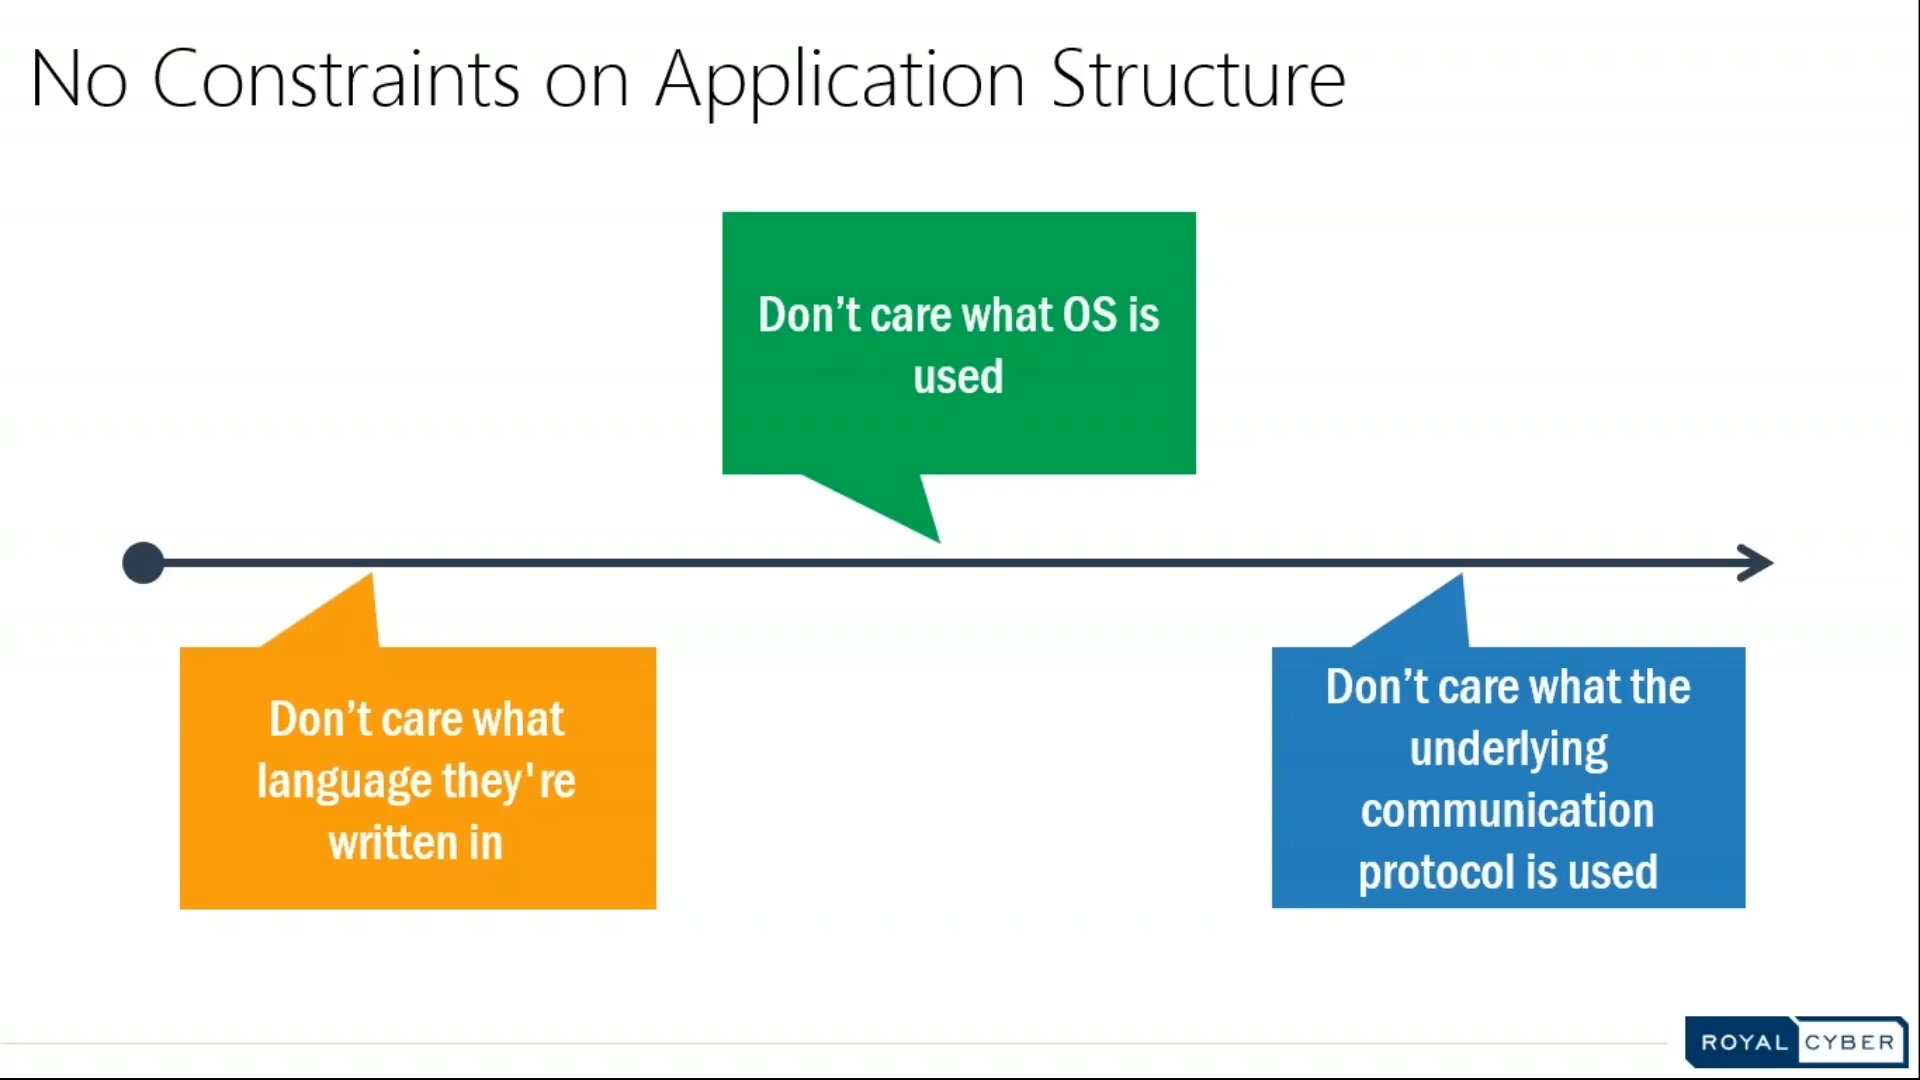 No Constraints on Application Structure
Don’t care what OS is
used
Don’t care what
language they're
written in
Don’t care what the
underlying
communication
protocol is used
ROYAL CYBER